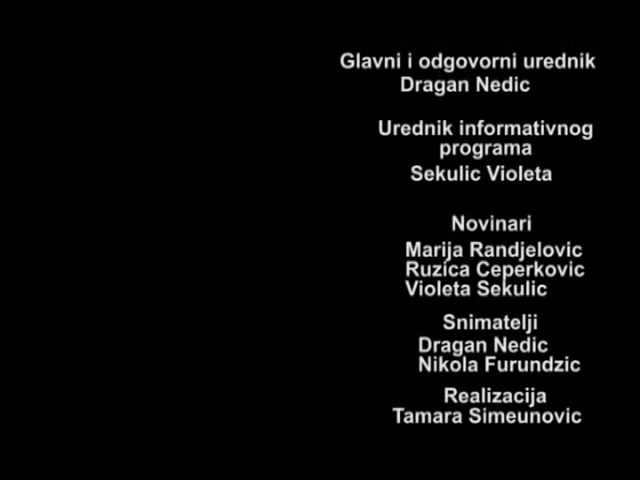 Glavni i odgovorni urednik
Dragan Nedic
Urednik informativnog
programa
Sekulic Violeta
Novinari
Marija Randjelovic
Ruzica Ceperkovic
Violeta Sekulic
Snimatelji
Dragan Nedic
Nikola Furundzic
Realizacija
Tamara Simeunovic